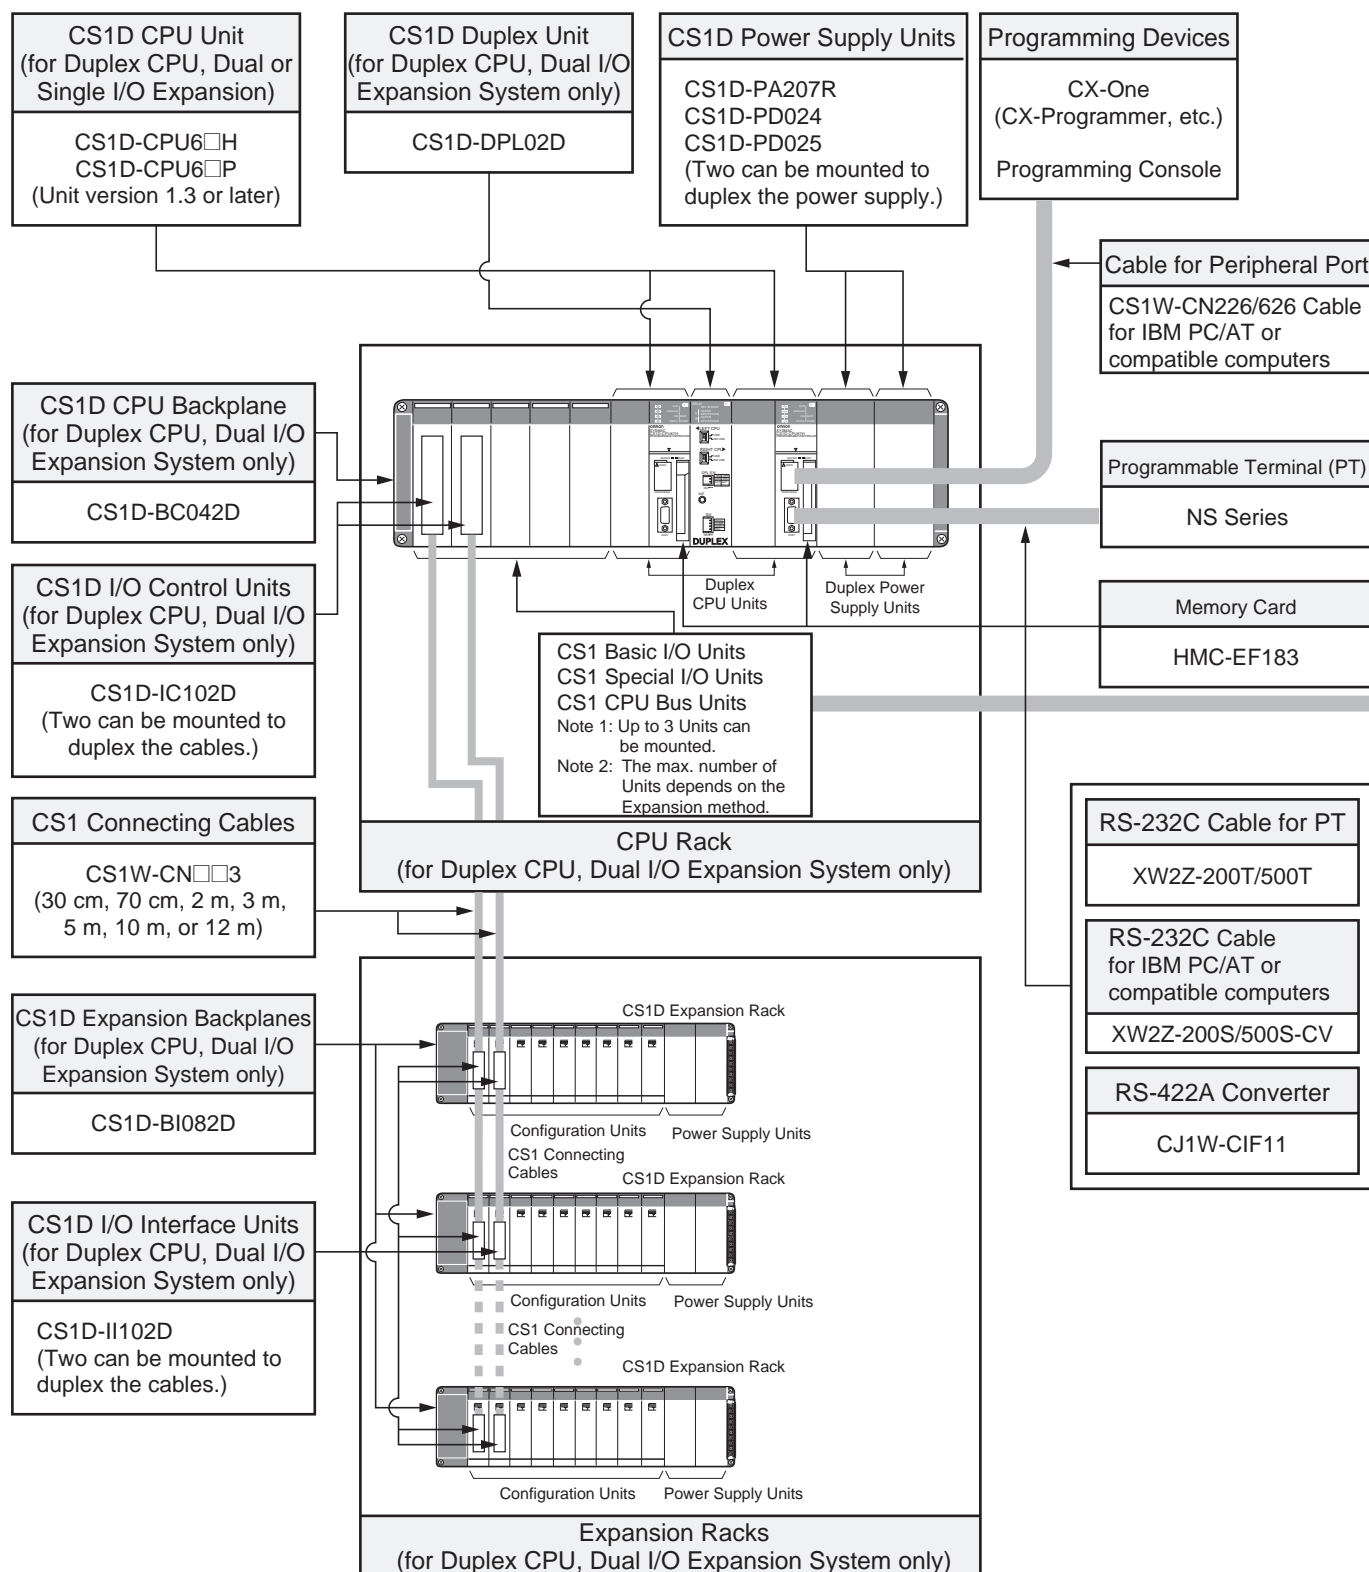 CS1D CPU Unit
(for Duplex CPU, Dual or
Single I/O Expansion)
CS1D-CPU6□H
CS1D-CPU6□P
(Unit version 1.3 or later)
CS1D Duplex Unit
(for Duplex CPU, Dual I/O
Expansion System only)
CS1D-DPL02D
CS1D Power Supply Units
CS1D-PA207R
CS1D-PD024
CS1D-PD025
(Two can be mounted to
duplex the power supply.)
Programming Devices
CX-One
(CX-Programmer, etc.)
Programming Console
Cable for Peripheral Port
CS1W-CN226/626 Cable
for IBM PC/AT or
compatible computers
CS1D CPU Backplane
(for Duplex CPU, Dual I/O
Expansion System only)
CS1D-BC042D
LEFT CPU
RIGHT CPU
DUPLEX
Programmable Terminal (PT)
NS Series
CS1D I/O Control Units
(for Duplex CPU, Dual I/O
Expansion System only)
CS1D-IC102D
(Two can be mounted to
duplex the cables.)
Duplex
CPU Units
Duplex Power
Supply Units
Memory Card
HMC-EF183
CS1 Basic I/O Units
CS1 Special I/O Units
CS1 CPU Bus Units
Note 1: Up to 3 Units can
be mounted.
Note 2: The max. number of
Units depends on the
Expansion method.
CPU Rack
(for Duplex CPU, Dual I/O Expansion System only)
CS1 Connecting Cables
CS1W-CN□□3
(30 cm, 70 cm, 2 m, 3 m,
5 m, 10 m, or 12 m)
RS-232C Cable for PT
XW2Z-200T/500T
RS-232C Cable
for IBM PC/AT or
compatible computers
XW2Z-200S/500S-CV
RS-422A Converter
CJ1W-CIF11
CS1D Expansion Backplanes
(for Duplex CPU, Dual I/O
Expansion System only)
CS1D-BI082D
CS1D Expansion Rack
Configuration Units
Power Supply Units
CS1 Connecting
Cables
CS1D Expansion Rack
CS1D I/O Interface Units
(for Duplex CPU, Dual I/O
Expansion System only)
CS1D-II102D
(Two can be mounted to
duplex the cables.)
Configuration Units
Power Supply Units
CS1 Connecting
Cables
CS1D Expansion Rack
Configuration Units
Power Supply Units
Expansion Racks
(for Duplex CPU, Dual I/O Expansion System only)